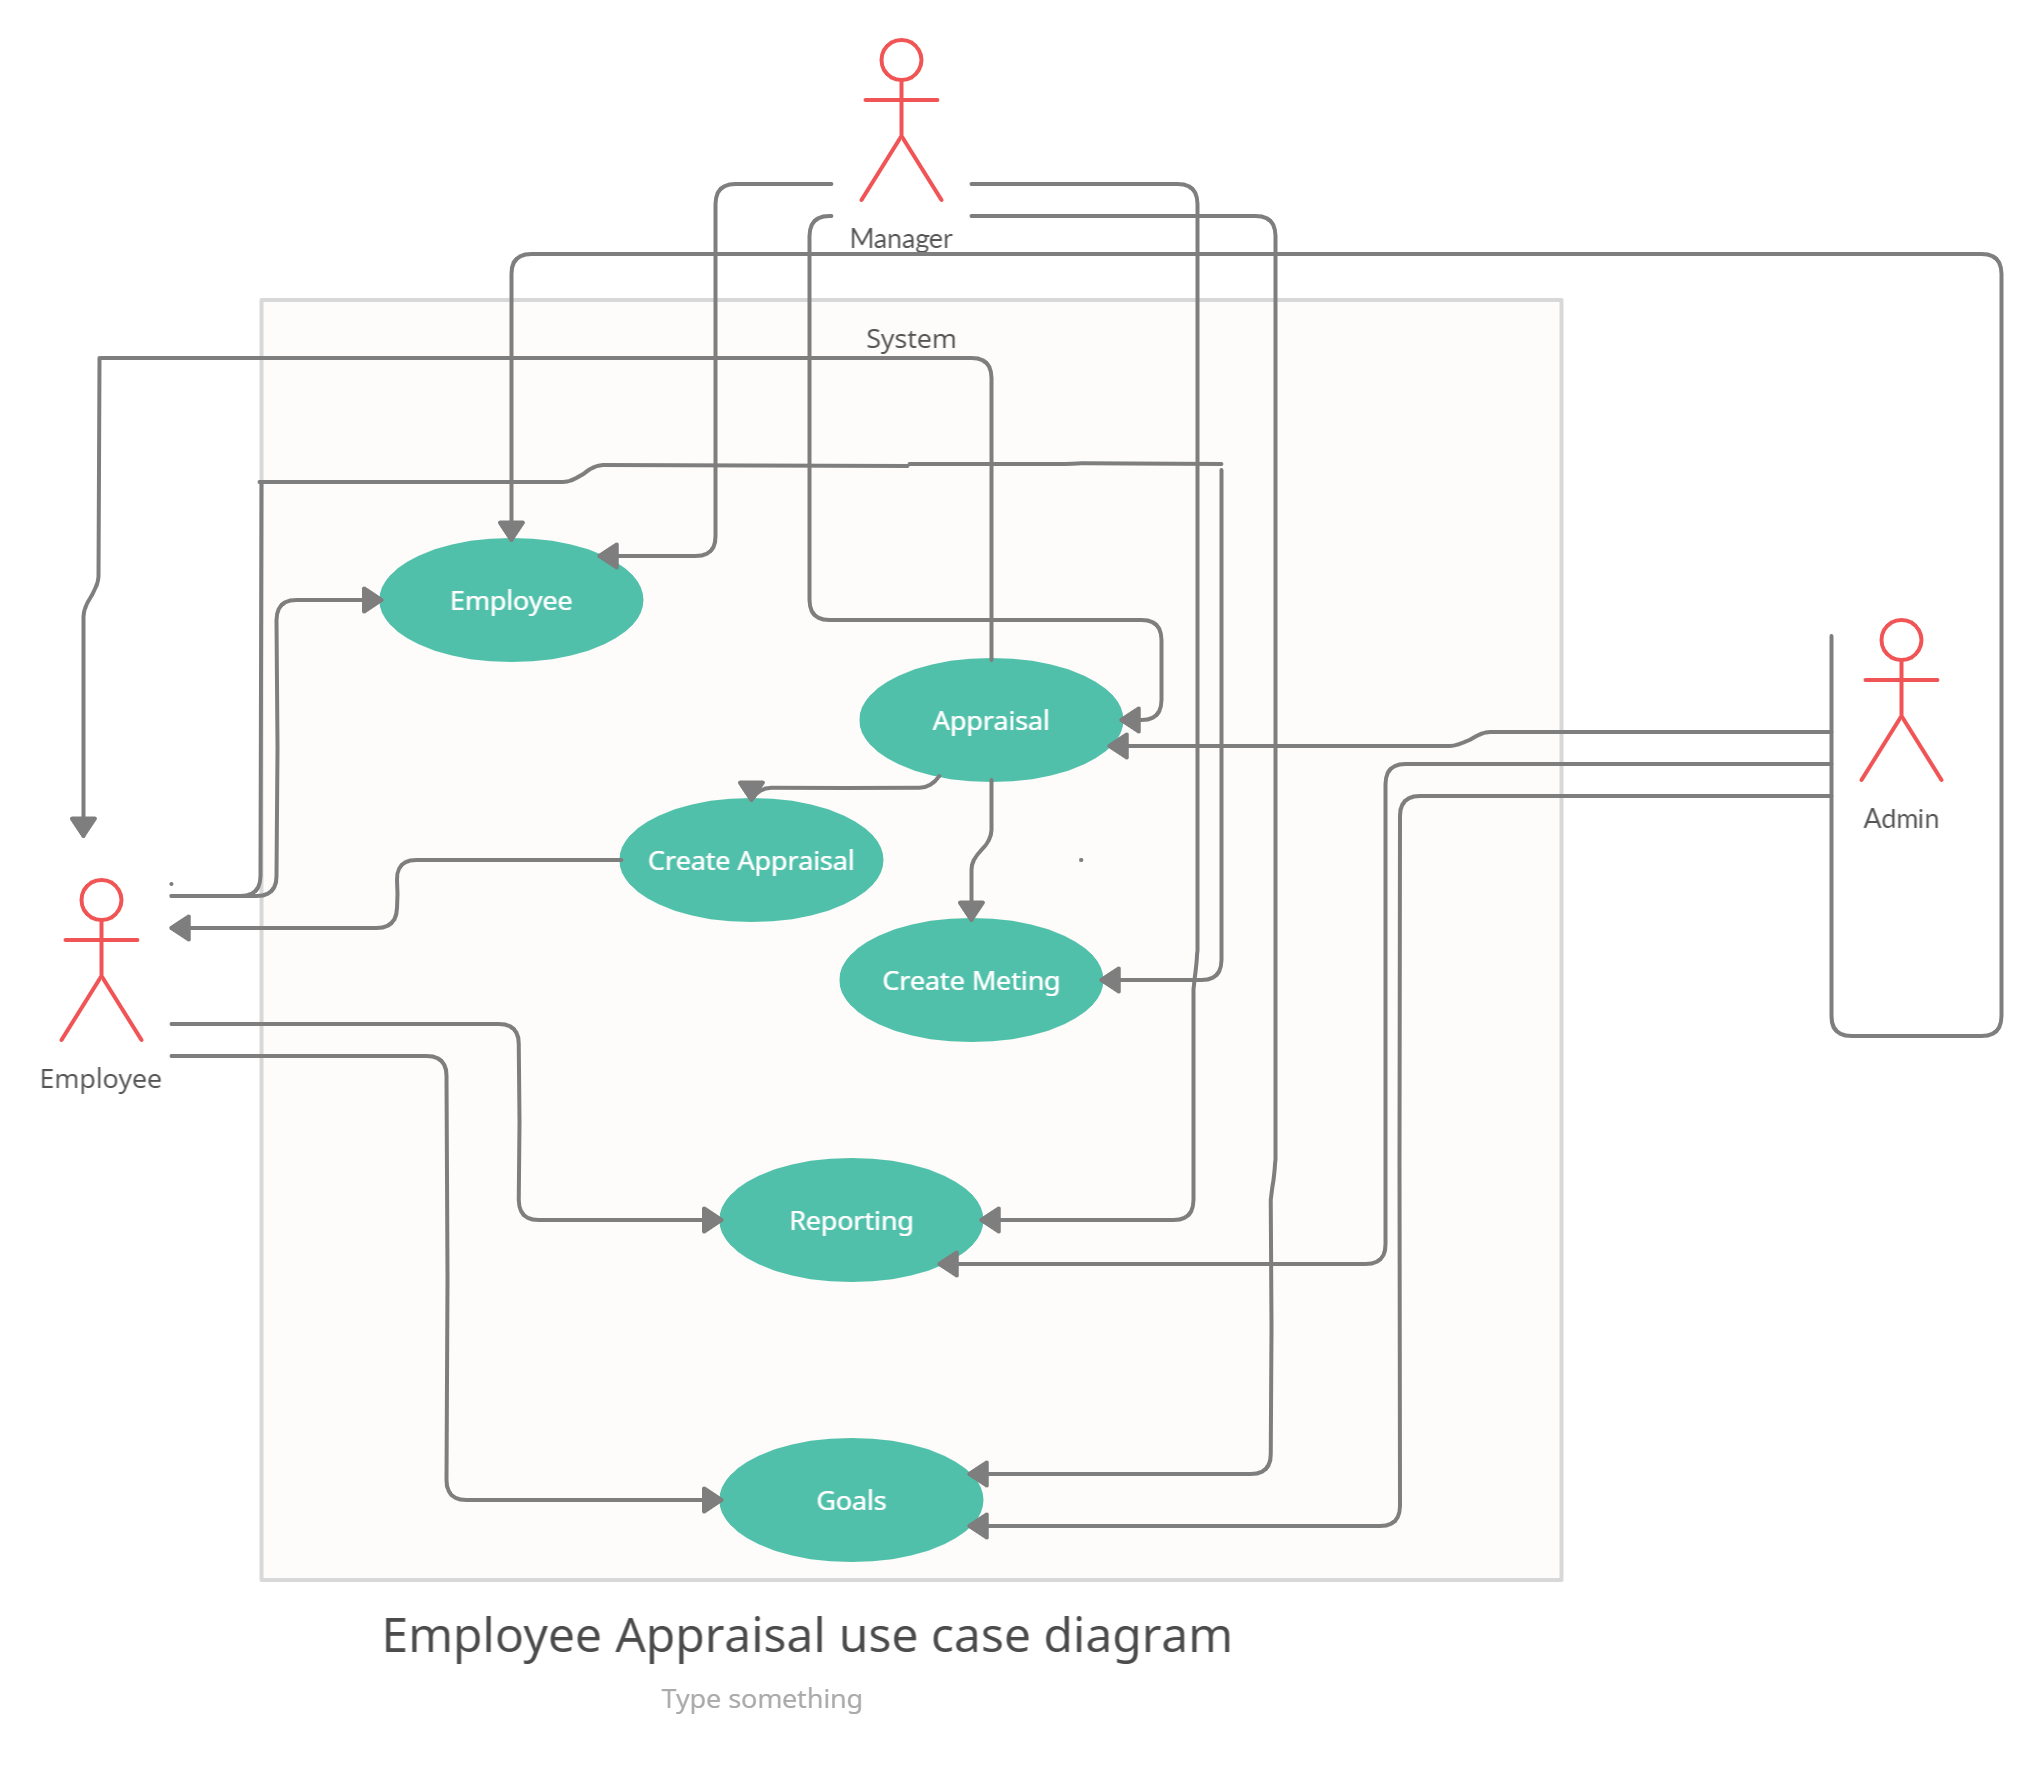 Manager
System
Employee
Appraisal
Admin
Create Appraisal
Create Meting
Employee
Reporting
Goals
Employee Appraisal use case diagram
Type something